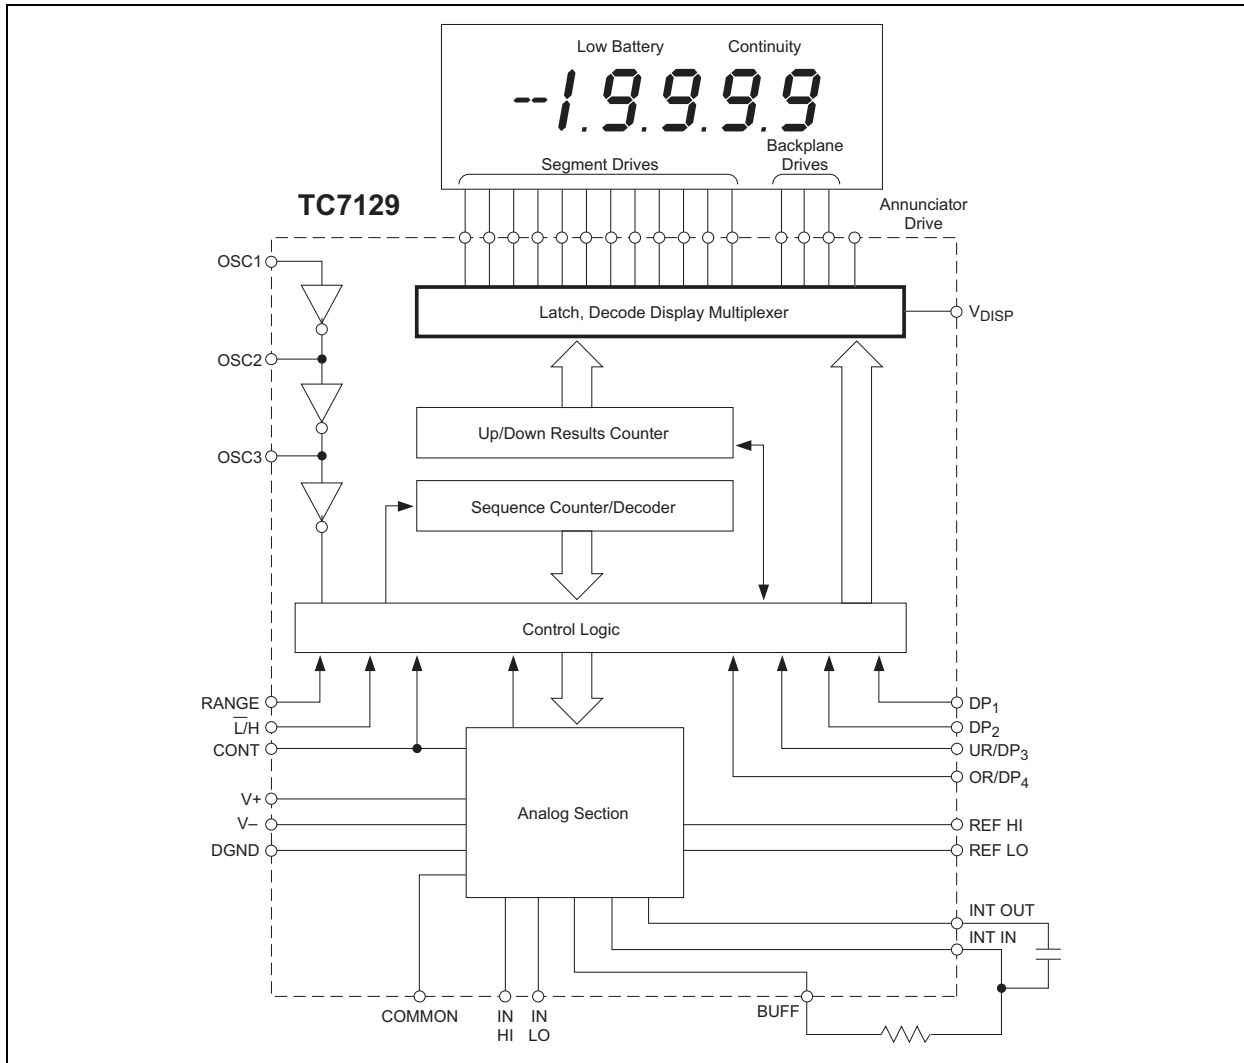 Low Battery
Continuity
--1.9.9.9.9
Segment Drives
Backplane
Drives
TC7129
Annunciator
Drive
OSC1
OSC2
OSC3
Latch, Decode Display Multiplexer
VDISP
Up/Down Results Counter
Sequence Counter/Decoder
Control Logic
RANGE
L̅/H
CONT
V+
V–
DGND
DP1
DP2
UR/DP3
OR/DP4
Analog Section
REF HI
REF LO
INT OUT
INT IN
COMMON
IN
HI
IN
LO
BUFF